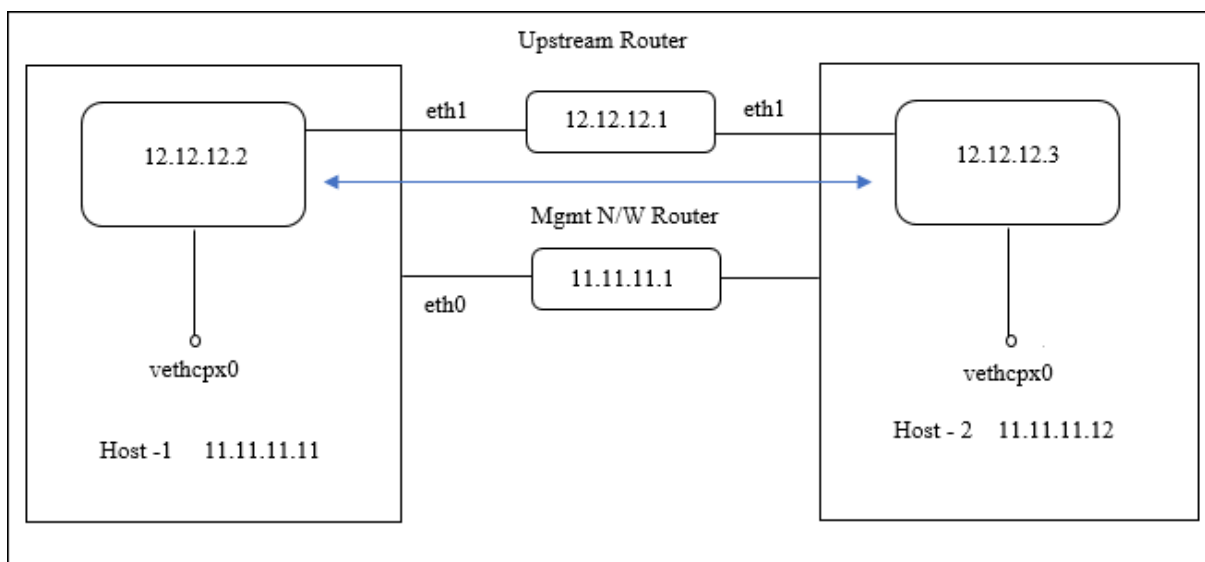 Upstream Router
eth1
12.12.12.1
eth1
12.12.12.2
12.12.12.3
Mgmt N/W Router
11.11.11.1
eth0
vethcpx0
vethcpx0
Host -1 11.11.11.11
Host - 2 11.11.11.12